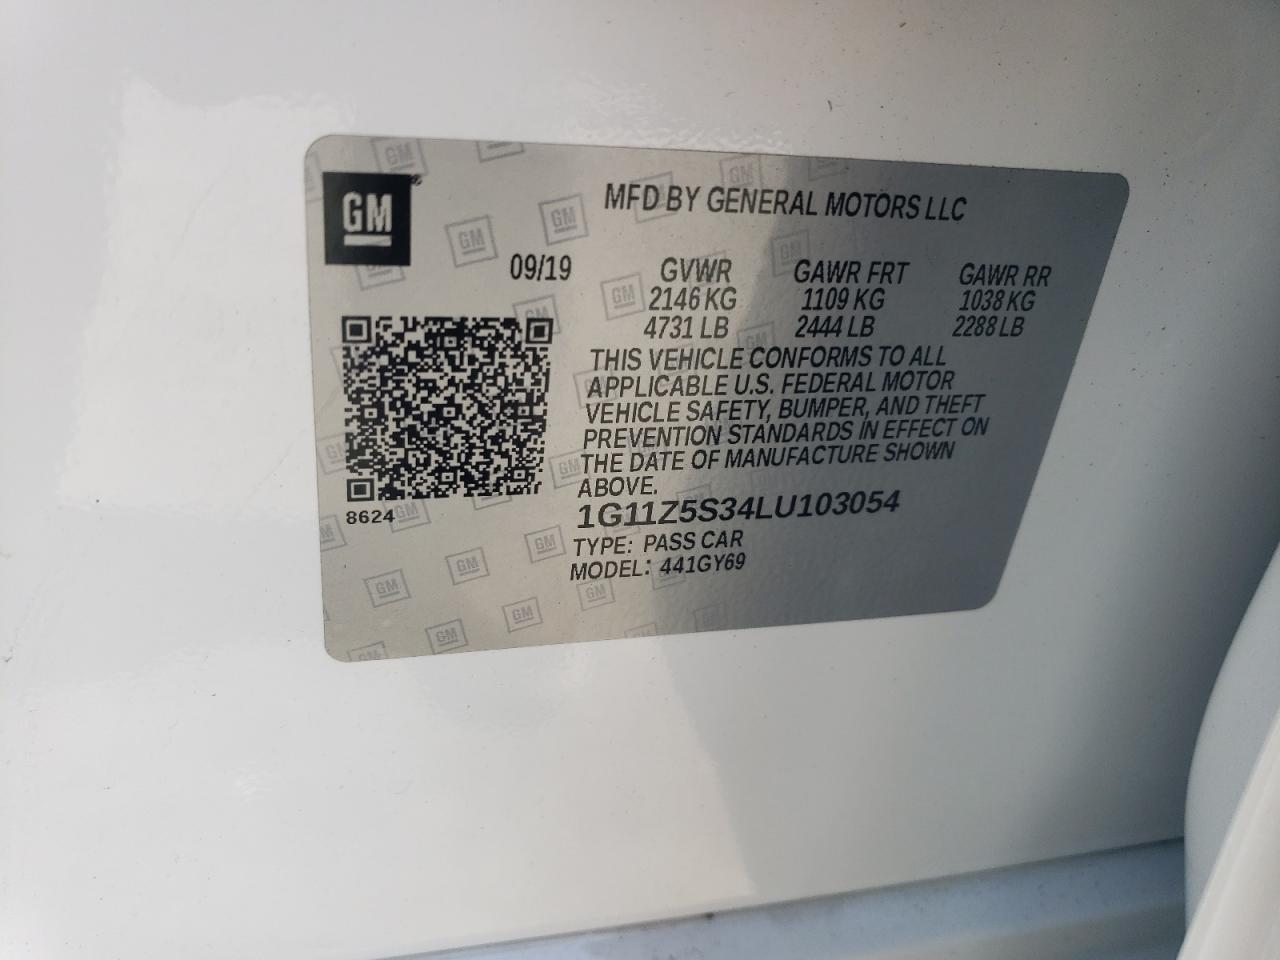 GM
MFD BY GENERAL MOTORS LLC
09/19
GVWR GAWR FRT GAWR RR
2146 KG 1109 KG 1038 KG
4731 LB 2444 LB 2288 LB
THIS VEHICLE CONFORMS TO ALL
APPLICABLE U.S. FEDERAL MOTOR
VEHICLE SAFETY, BUMPER, AND THEFT
PREVENTION STANDARDS IN EFFECT ON
THE DATE OF MANUFACTURE SHOWN
ABOVE.
8624
1G11Z5S34LU103054
TYPE: PASS CAR
MODEL: 441GY69